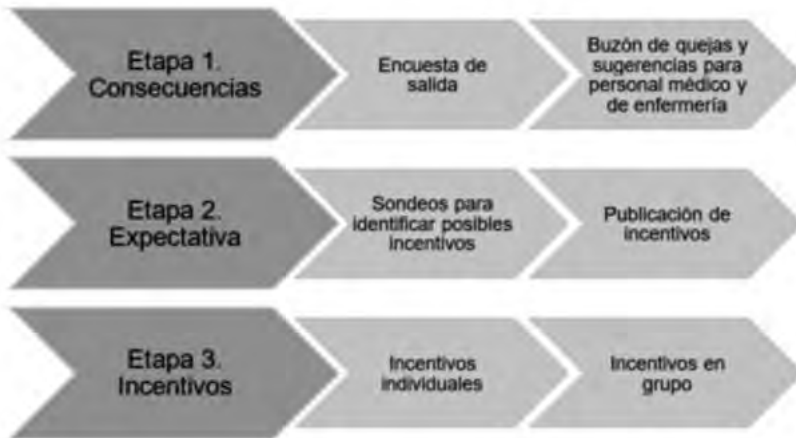 Etapa 1.
Consecuencias
Encuesta de
salida
Buzón de quejas y
sugerencias para
personal médico y
de enfermería
Etapa 2.
Expectativa
Sondeos para
identificar posibles
incentivos
Publicación de
incentivos
Etapa 3.
Incentivos
Incentivos
individuales
Incentivos en
grupo